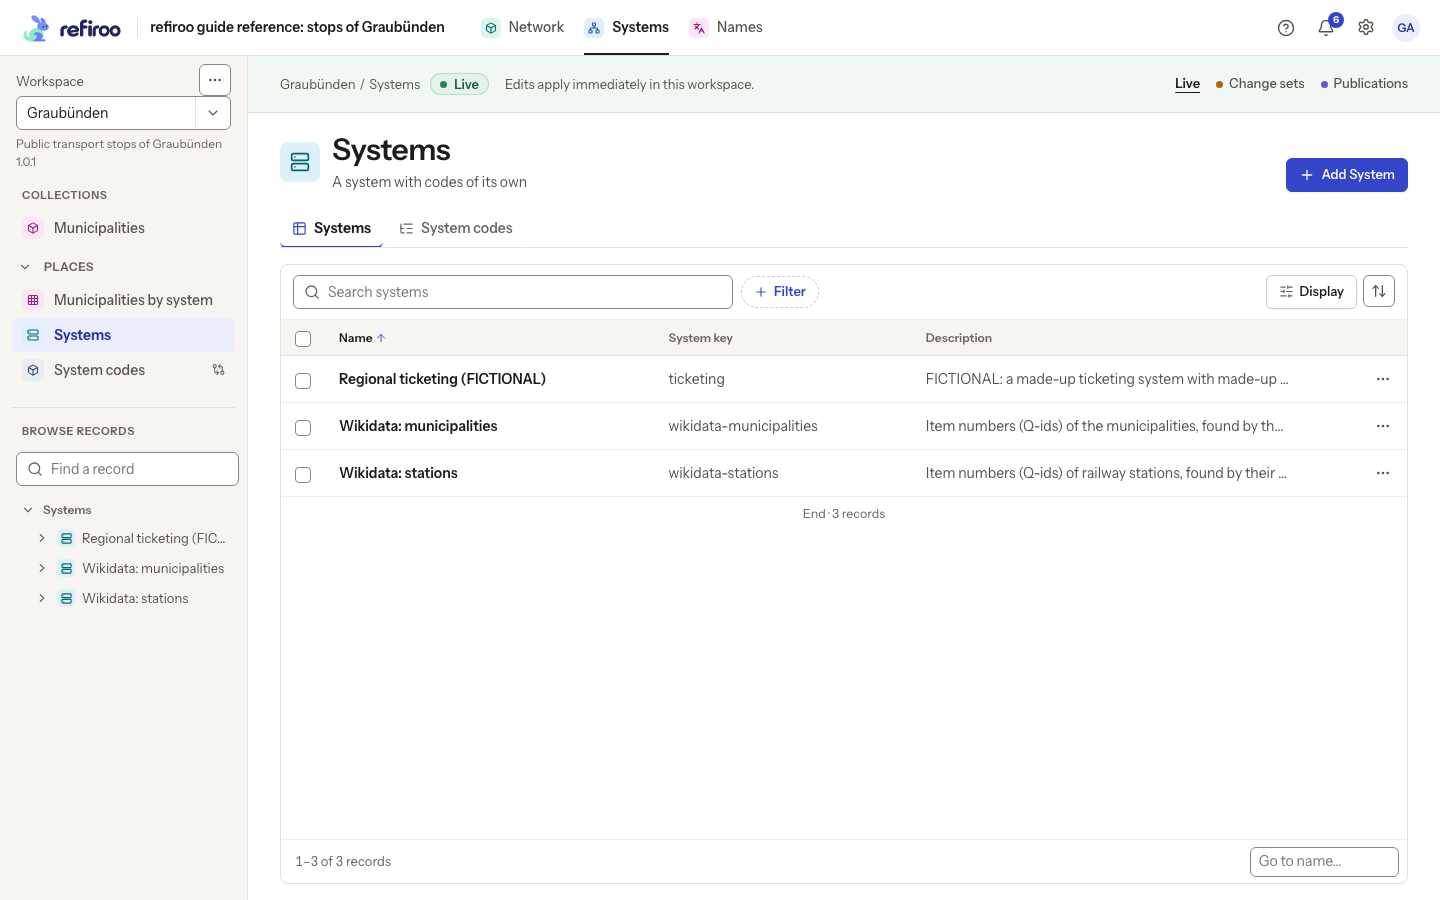 refiroo
refiroo guide reference: stops of Graubünden
Network
Systems
Names
6
GA
Workspace
Graubünden
Public transport stops of Graubünden
1.0.1
COLLECTIONS
Municipalities
PLACES
Municipalities by system
Systems
System codes
BROWSE RECORDS
Find a record
Systems
Regional ticketing (FIC...
Wikidata: municipalities
Wikidata: stations
Graubünden / Systems
Live
Edits apply immediately in this workspace.
Live
Change sets
Publications
Systems
A system with codes of its own
Add System
Systems
System codes
Search systems
Filter
Display
Name
System key
Description
Regional ticketing (FICTIONAL)
ticketing
FICTIONAL: a made-up ticketing system with made-up ...
Wikidata: municipalities
wikidata-municipalities
Item numbers (Q-ids) of the municipalities, found by th...
Wikidata: stations
wikidata-stations
Item numbers (Q-ids) of railway stations, found by their ...
End · 3 records
1–3 of 3 records
Go to name...